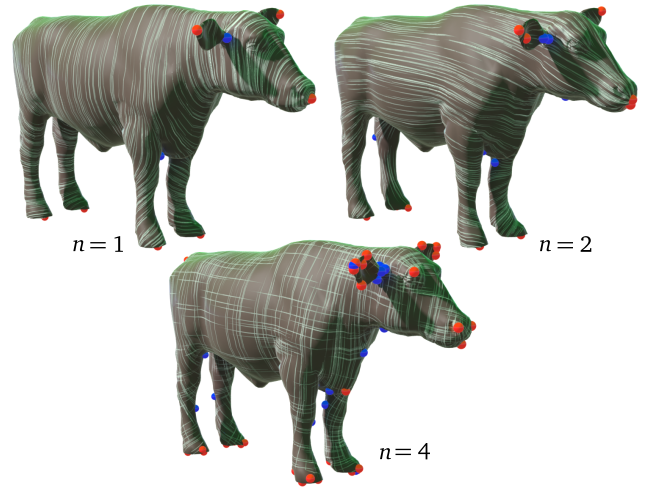 n = 1
n = 2
n = 4